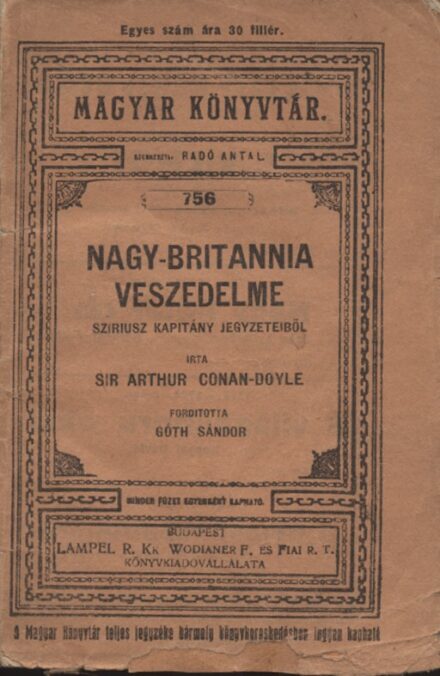 Egyes szám ára 30 fillér.
MAGYAR KÖNYVTÁR.
SZERKESZTI: RADÓ ANTAL.
756
NAGY-BRITANNIA
VESZEDELME
SZIRIUSZ KAPITÁNY JEGYZETEIBŐL
IRTA
SIR ARTHUR CONAN-DOYLE
FORDITOTTA
GÓTH SÁNDOR
MINDEN FÜZET EGYENKÉNT KAPHATÓ.
BUDAPEST
LAMPEL R. KK. WODIANER F. ÉS FIAI R. T.
KÖNYVKIADÓVÁLLALATA
A Magyar Könyvtár teljes jegyzéke bármely könyvkereskedésben ingyen kapható